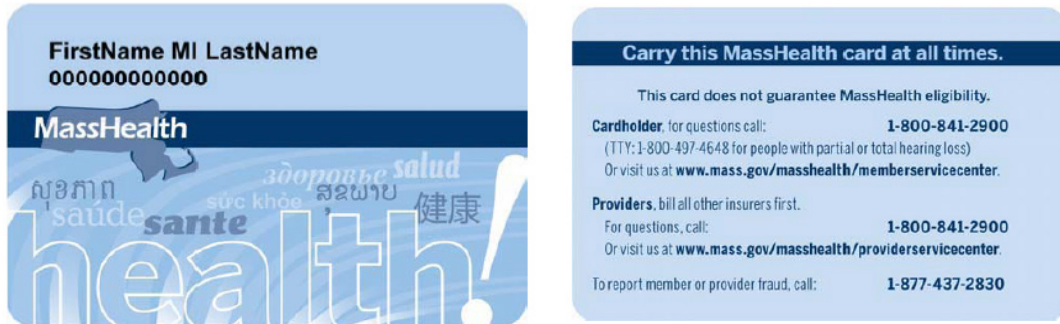 FirstName MI LastName
000000000000
MassHealth
здоровье salud
សុខភាព sức khỏe ສຸຂພາບ 健康
saúde sante
health!
Carry this MassHealth card at all times.
This card does not guarantee MassHealth eligibility.
Cardholder, for questions call: 1-800-841-2900
(TTY: 1-800-497-4648 for people with partial or total hearing loss)
Or visit us at www.mass.gov/masshealth/memberservicecenter.
Providers, bill all other insurers first.
For questions, call: 1-800-841-2900
Or visit us at www.mass.gov/masshealth/providerservicecenter.
To report member or provider fraud, call: 1-877-437-2830